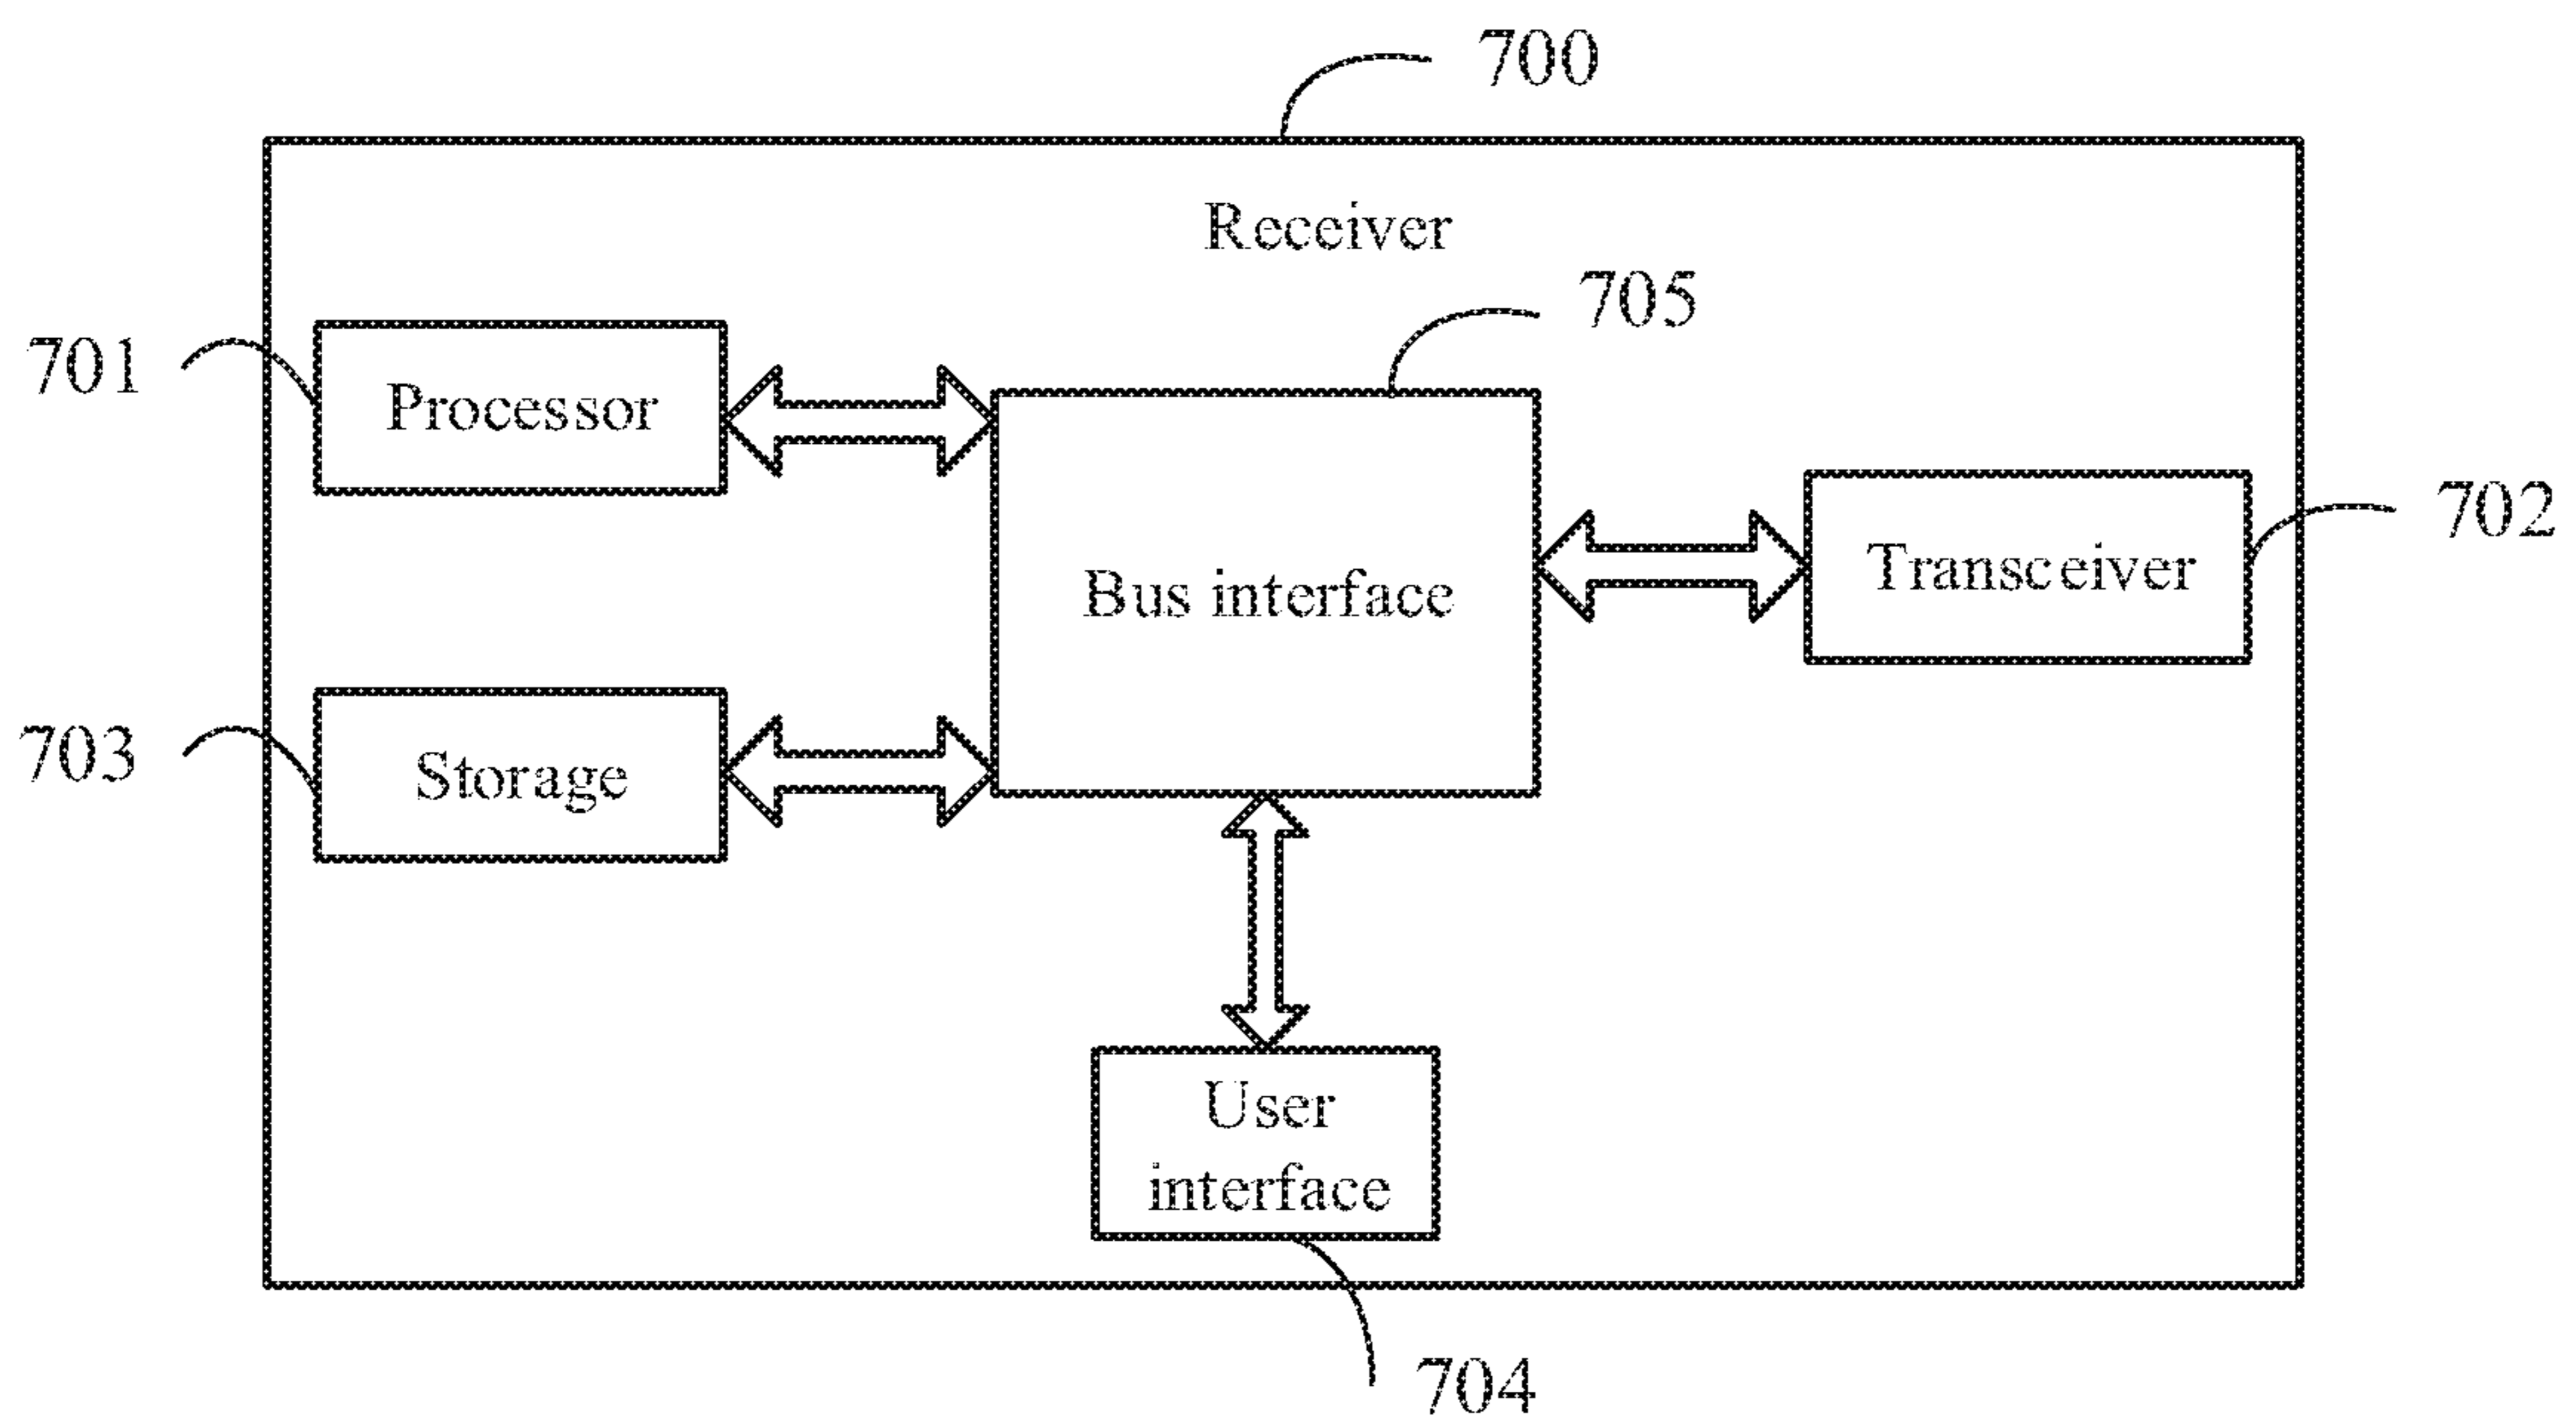 700
Receiver
705
701
Processor
702
Transceiver
Bus interface
703
Storage
User
interface
704